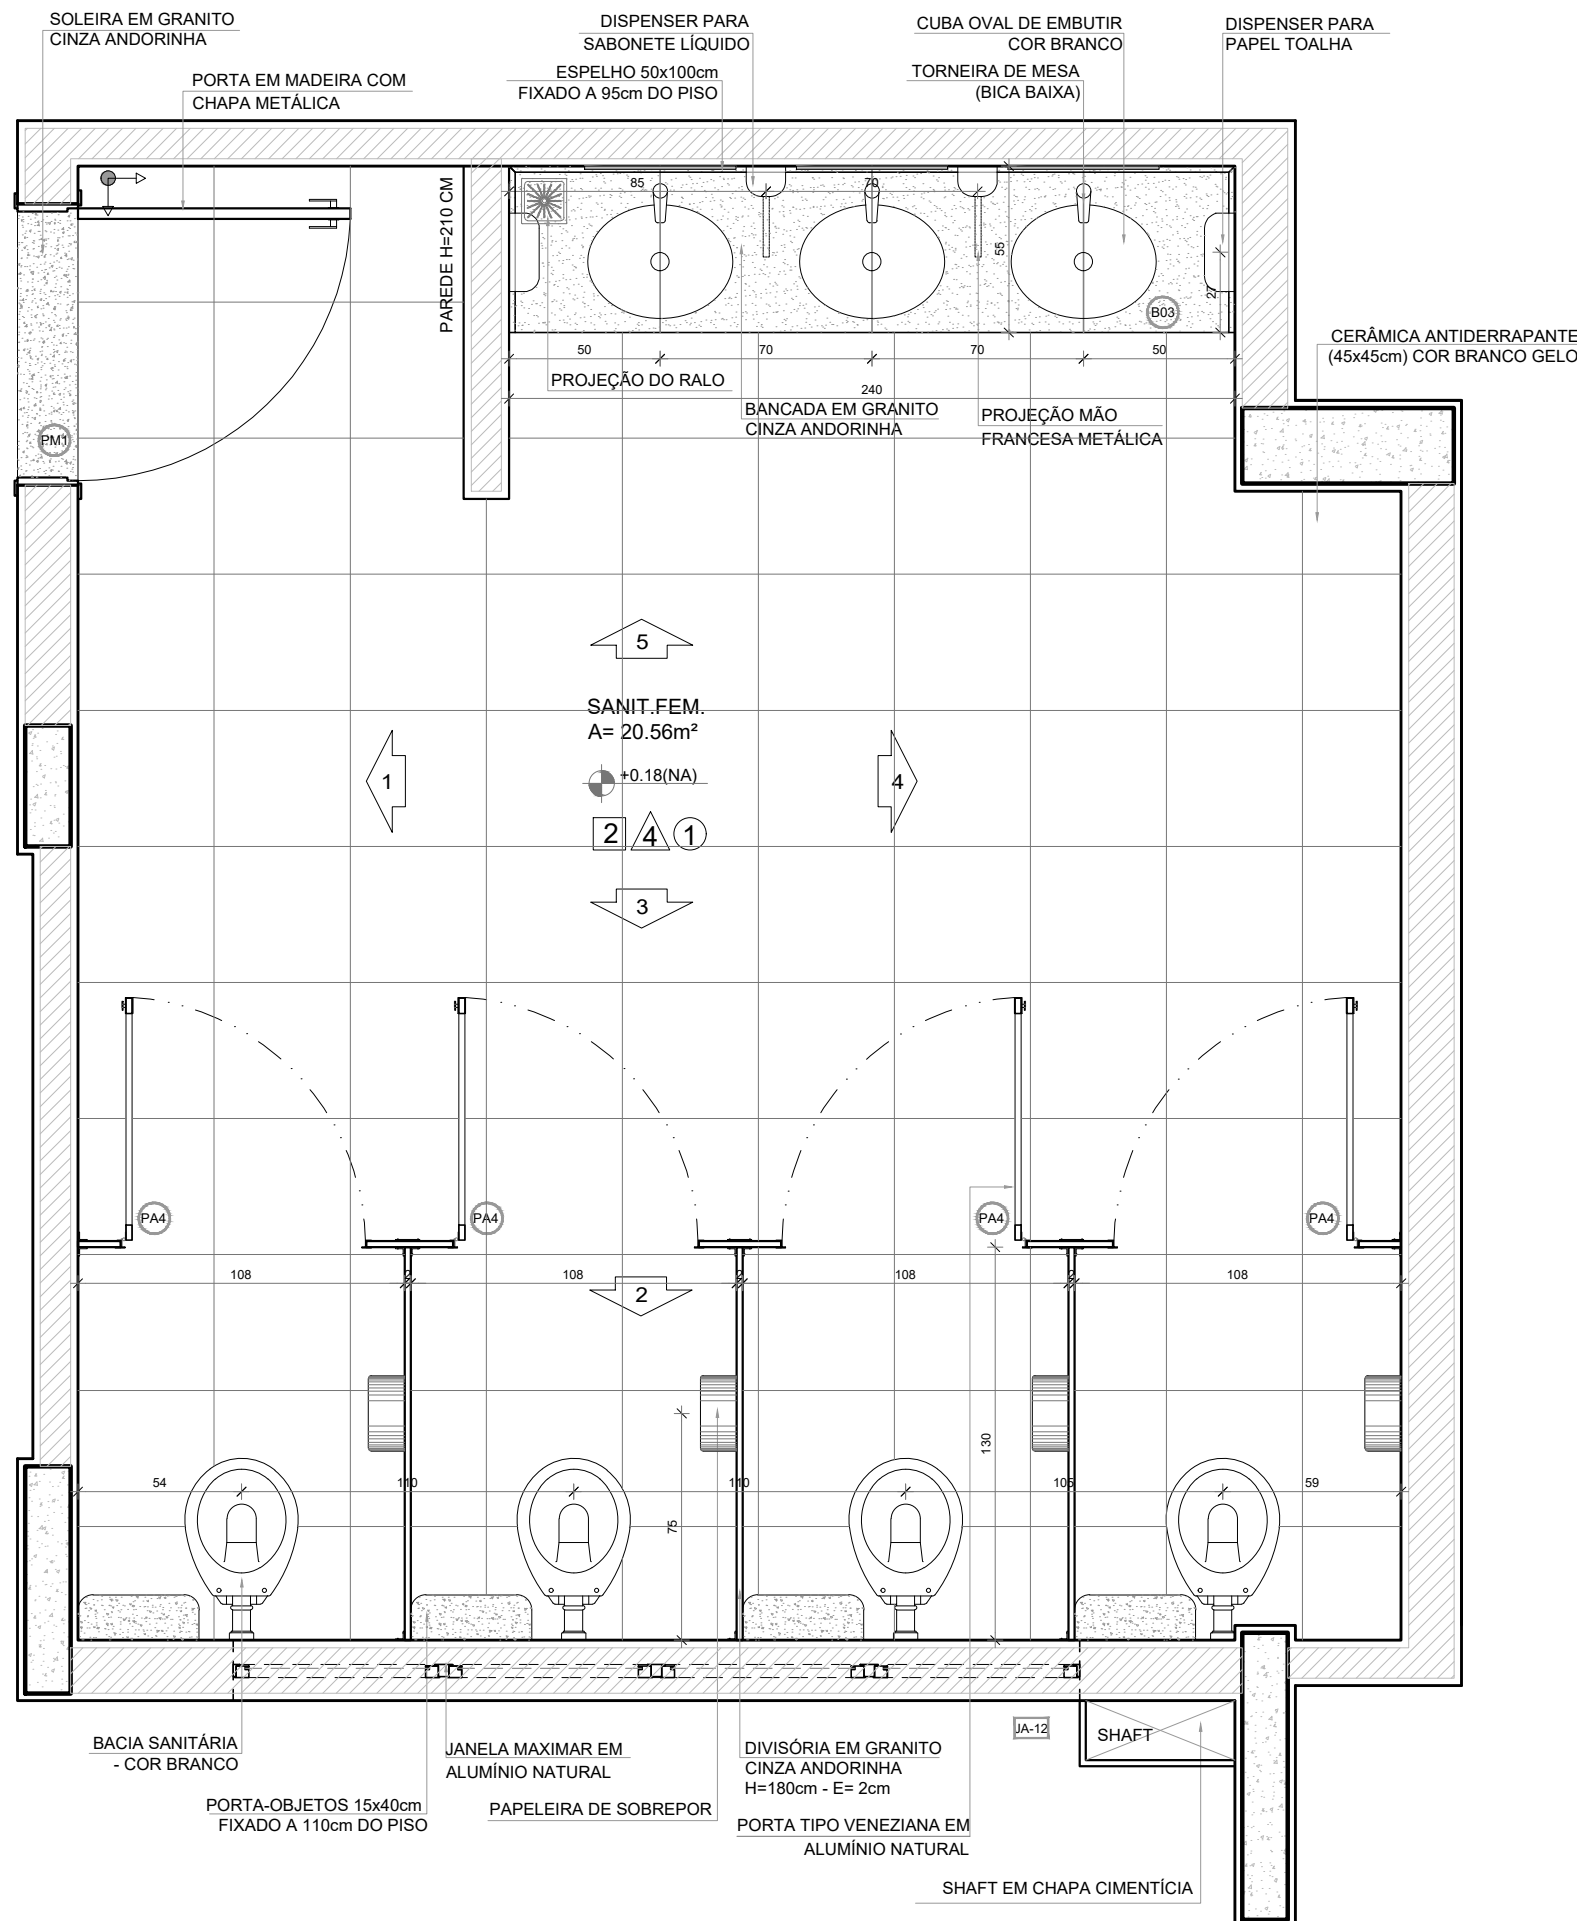 SOLEIRA EM GRANITO
CINZA ANDORINHA
PORTA EM MADEIRA COM
CHAPA METÁLICA
DISPENSER PARA
SABONETE LÍQUIDO
ESPELHO 50x100cm
FIXADO A 95cm DO PISO
CUBA OVAL DE EMBUTIR
COR BRANCO
TORNEIRA DE MESA
(BICA BAIXA)
DISPENSER PARA
PAPEL TOALHA
PAREDE H=210 CM
85
70
55
27
B03
50
70
70
50
240
PROJEÇÃO DO RALO
BANCADA EM GRANITO
CINZA ANDORINHA
PROJEÇÃO MÃO
FRANCESA METÁLICA
CERÂMICA ANTIDERRAPANTE
(45x45cm) COR BRANCO GELO
PM1
5
SANIT.FEM.
A= 20.56m²
1
+0.18(NA)
4
2
4
1
3
PA4
PA4
PA4
PA4
108
2
108
2
108
2
108
2
130
54
110
110
105
59
75
JA-12
SHAFT
BACIA SANITÁRIA
- COR BRANCO
JANELA MAXIMAR EM
ALUMÍNIO NATURAL
DIVISÓRIA EM GRANITO
CINZA ANDORINHA
H=180cm - E= 2cm
PORTA-OBJETOS 15x40cm
FIXADO A 110cm DO PISO
PAPELEIRA DE SOBREPOR
PORTA TIPO VENEZIANA EM
ALUMÍNIO NATURAL
SHAFT EM CHAPA CIMENTÍCIA